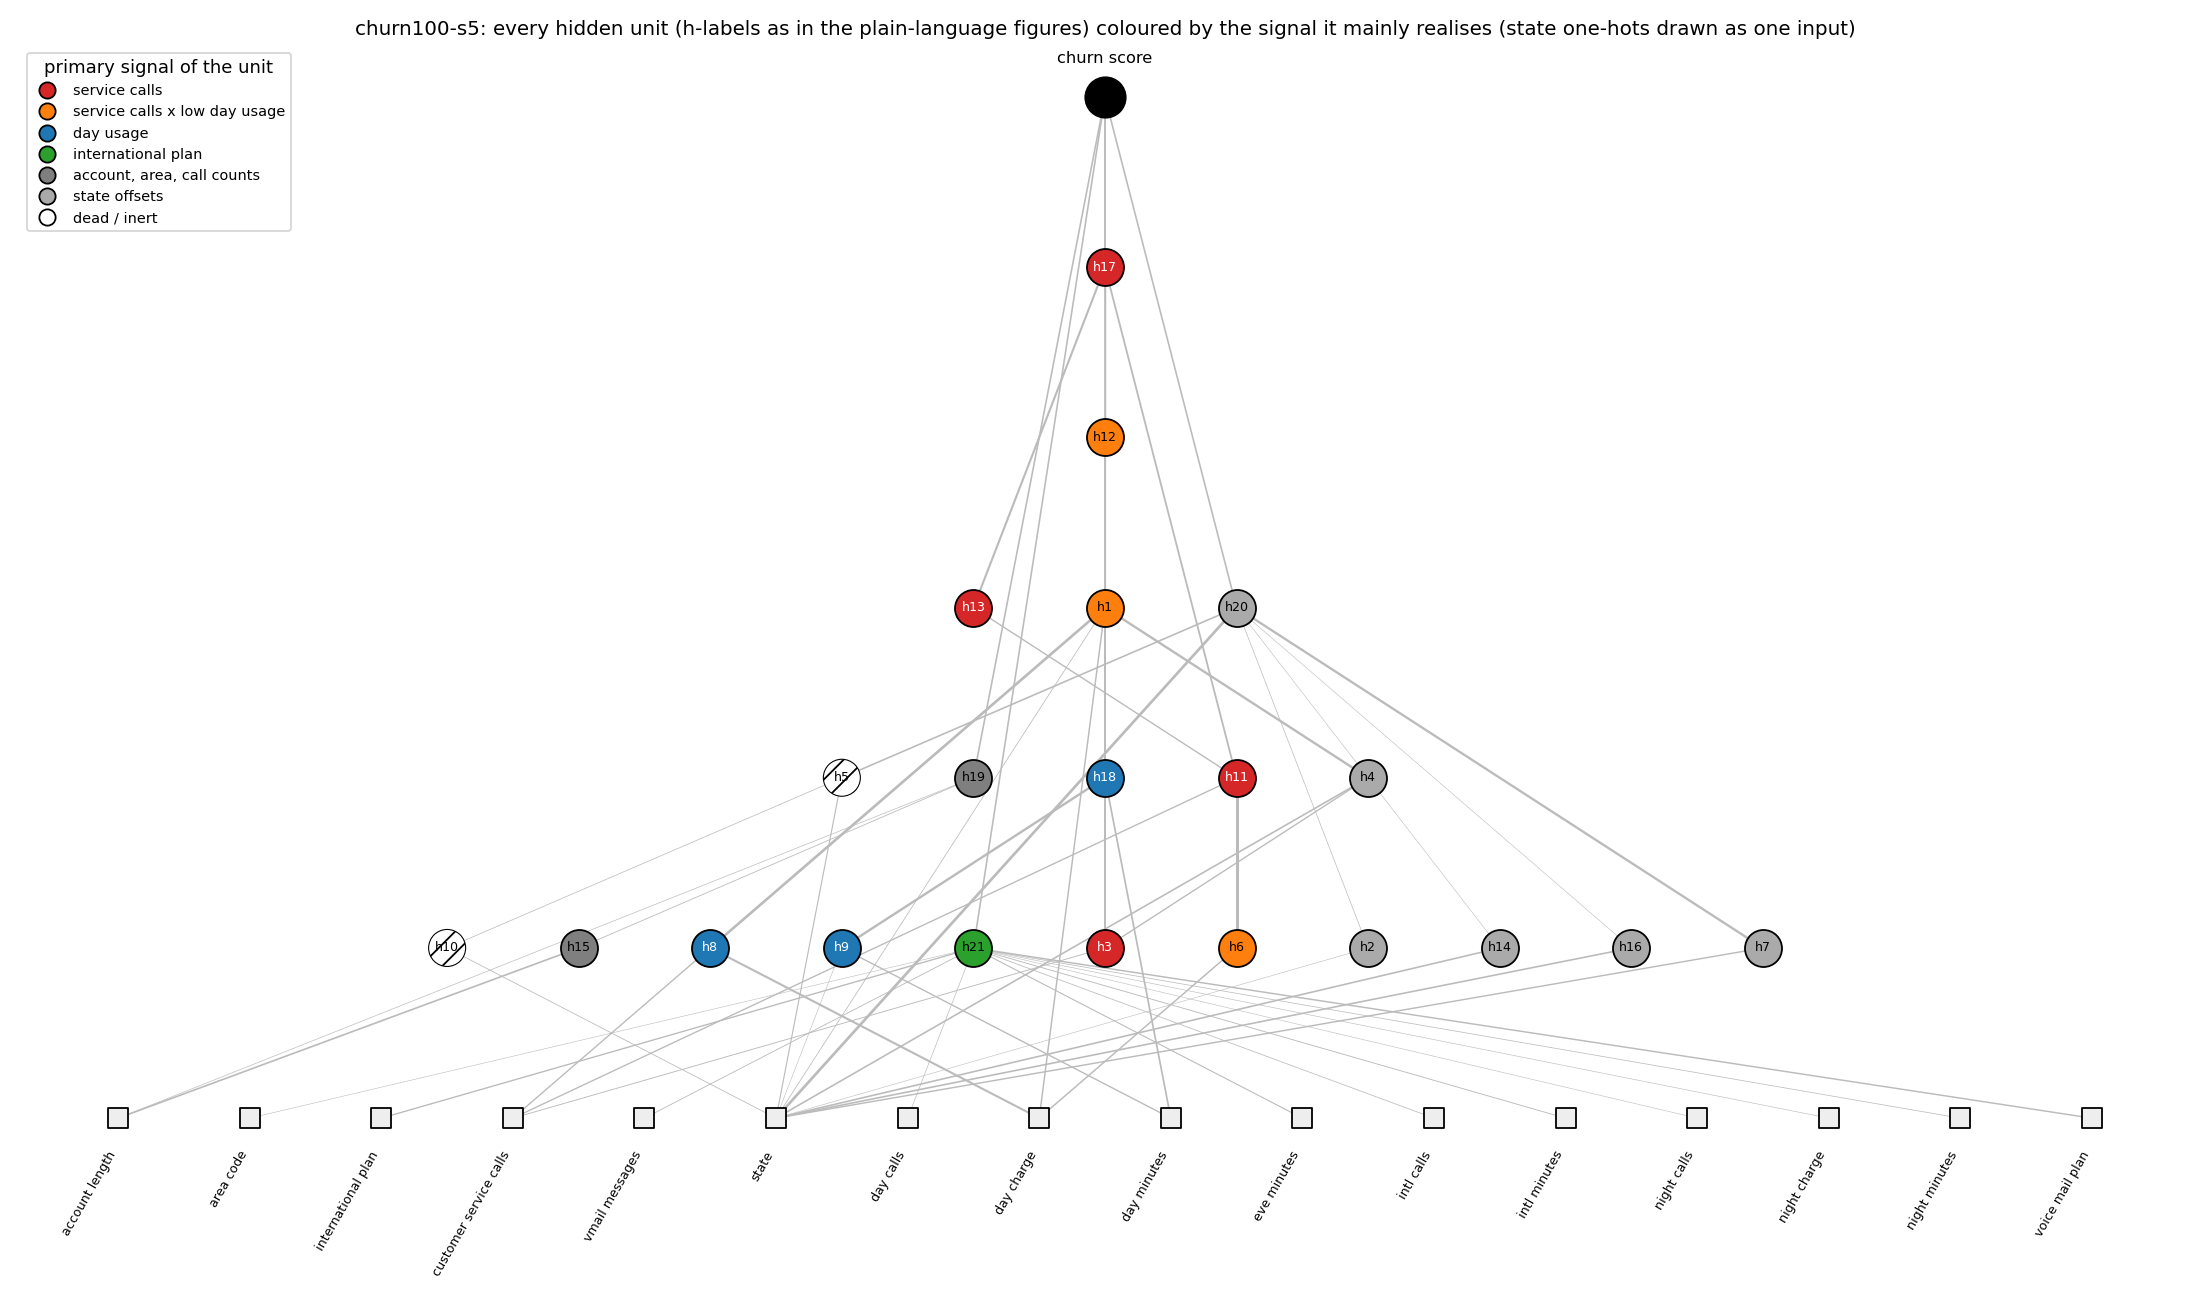 churn100-s5: every hidden unit (h-labels as in the plain-language figures) coloured by the signal it mainly realises (state one-hots drawn as one input)
churn score
primary signal of the unit
service calls
service calls x low day usage
day usage
international plan
account, area, call counts
state offsets
dead / inert
h17
h12
h13
h1
h20
h5
h19
h18
h11
h4
h10
h15
h8
h9
h21
h3
h6
h2
h14
h16
h7
account length
area code
international plan
customer service calls
vmail messages
state
day calls
day charge
day minutes
eve minutes
intl calls
intl minutes
night calls
night charge
night minutes
voice mail plan